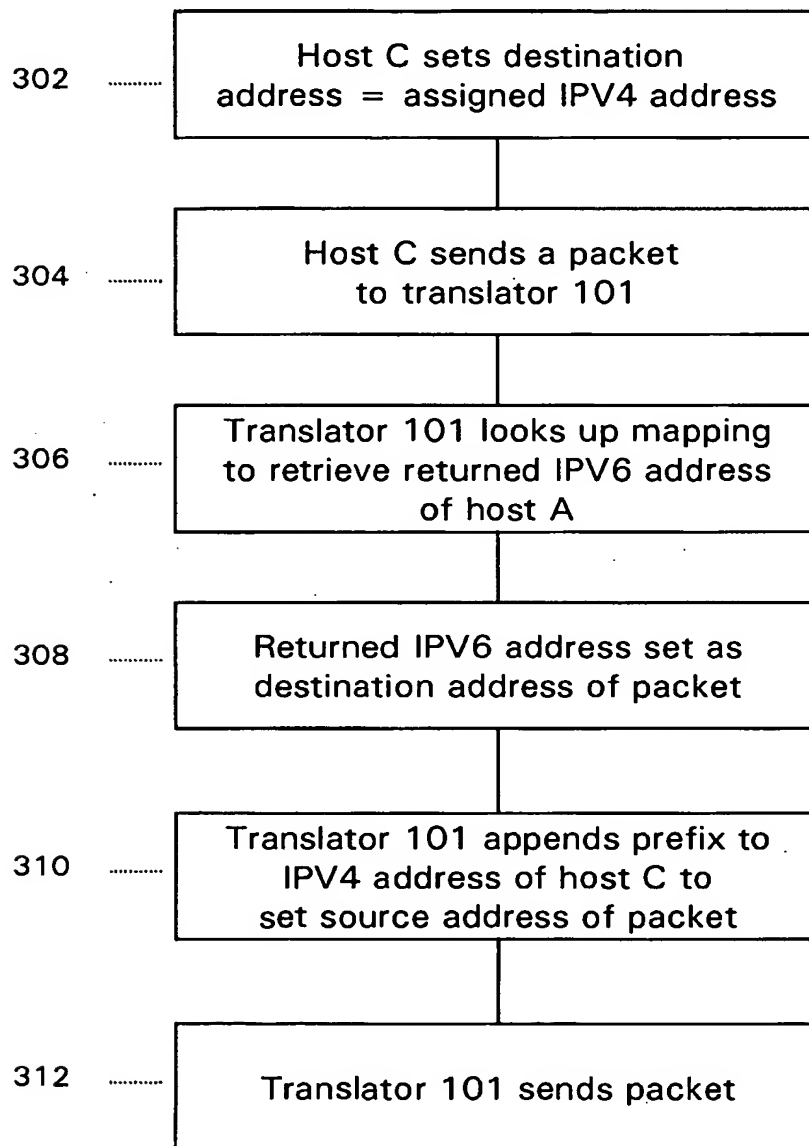 302
Host C sets destination
address = assigned IPV4 address
304
Host C sends a packet
to translator 101
306
Translator 101 looks up mapping
to retrieve returned IPV6 address
of host A
308
Returned IPV6 address set as
destination address of packet
310
Translator 101 appends prefix to
IPV4 address of host C to
set source address of packet
312
Translator 101 sends packet